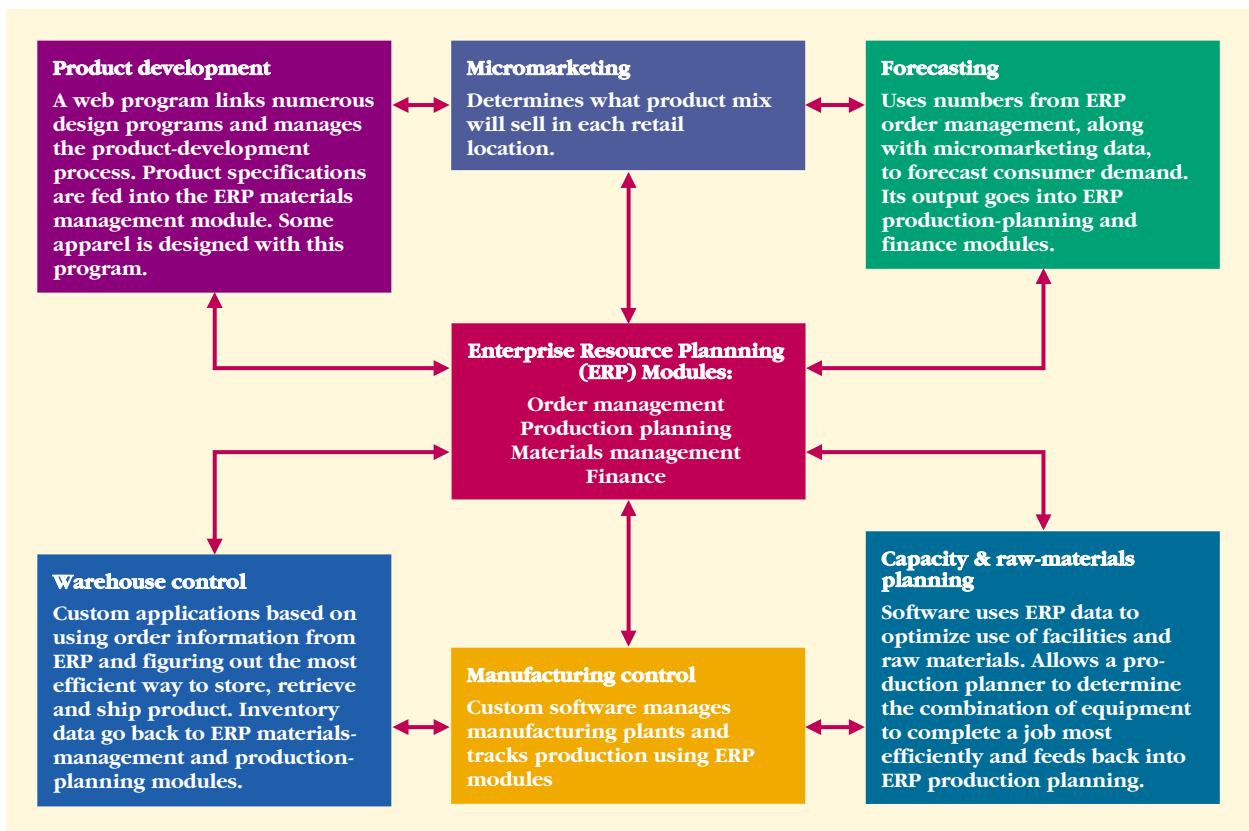 Product development
A web program links numerous
design programs and manages
the product-development
process. Product specifications
are fed into the ERP materials
management module. Some
apparel is designed with this
program.
Micromarketing
Determines what product mix
will sell in each retail
location.
Forecasting
Uses numbers from ERP
order management, along
with micromarketing data,
to forecast consumer demand.
Its output goes into ERP
production-planning and
finance modules.
Enterprise Resource Plannning
(ERP) Modules:
Order management
Production planning
Materials management
Finance
Warehouse control
Custom applications based on
using order information from
ERP and figuring out the most
efficient way to store, retrieve
and ship product. Inventory
data go back to ERP materials-
management and production-
planning modules.
Manufacturing control
Custom software manages
manufacturing plants and
tracks production using ERP
modules
Capacity & raw-materials
planning
Software uses ERP data to
optimize use of facilities and
raw materials. Allows a pro-
duction planner to determine
the combination of equipment
to complete a job most
efficiently and feeds back into
ERP production planning.